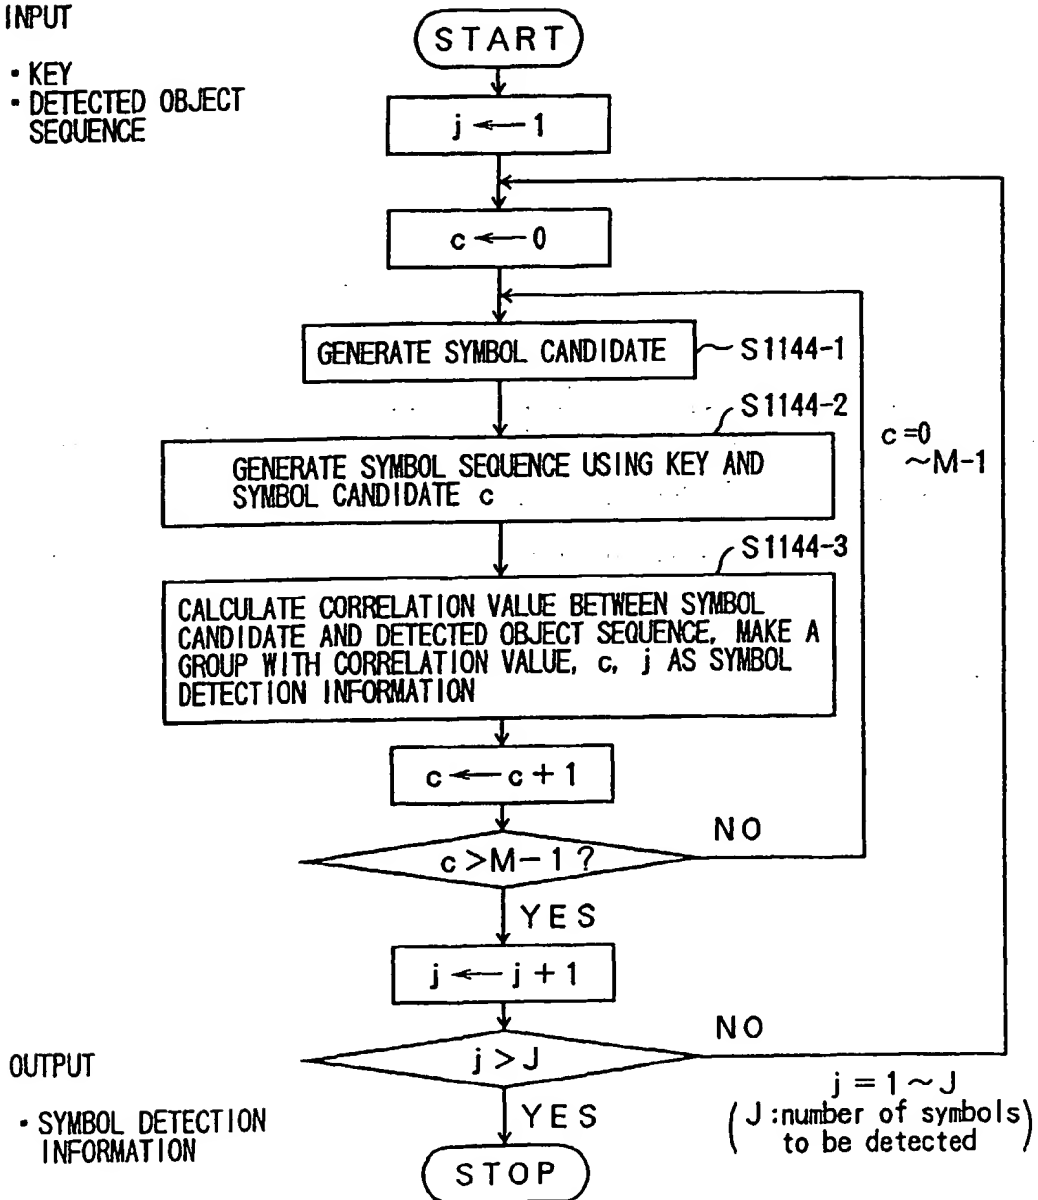 INPUT
・KEY
・DETECTED OBJECT
SEQUENCE
START
j ← 1
c ← 0
GENERATE SYMBOL CANDIDATE
S1144-1
S1144-2
GENERATE SYMBOL SEQUENCE USING KEY AND
SYMBOL CANDIDATE c
c=0
~M-1
S1144-3
CALCULATE CORRELATION VALUE BETWEEN SYMBOL
CANDIDATE AND DETECTED OBJECT SEQUENCE, MAKE A
GROUP WITH CORRELATION VALUE, c, j AS SYMBOL
DETECTION INFORMATION
c ← c + 1
c > M - 1 ?
NO
YES
j ← j + 1
j > J
NO
YES
j = 1 ~ J
(J:number of symbols
to be detected)
OUTPUT
・SYMBOL DETECTION
INFORMATION
STOP